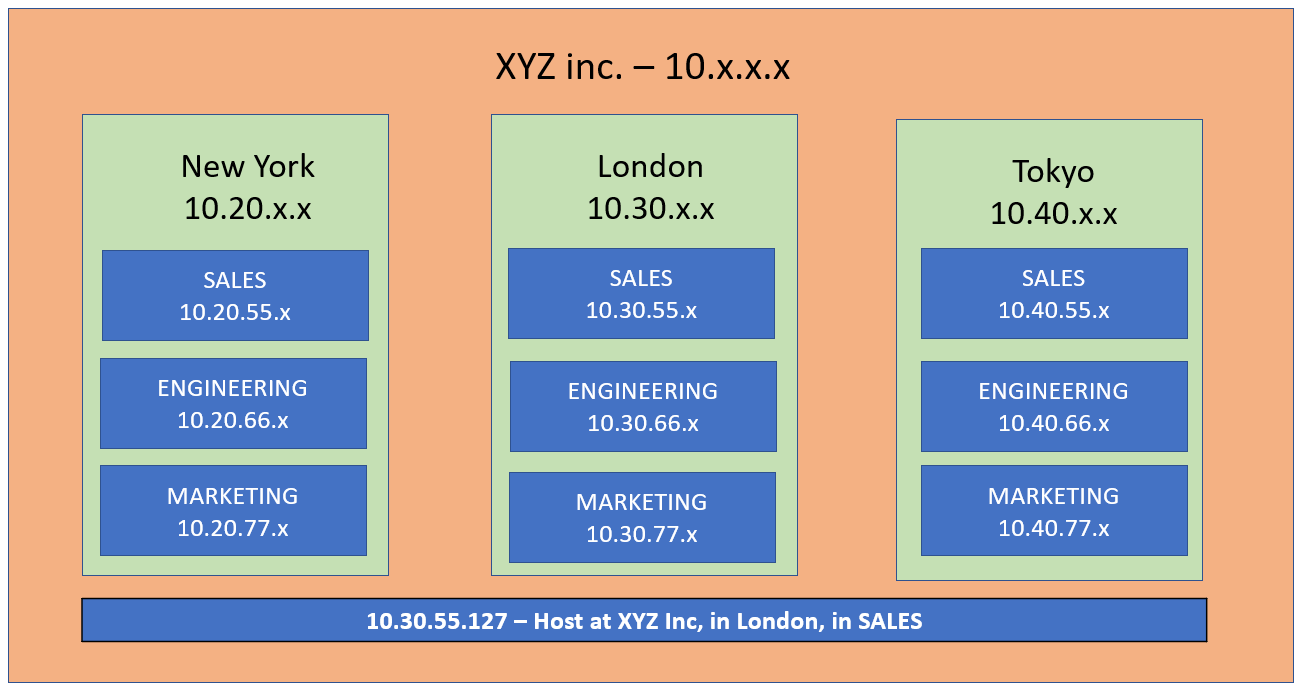 XYZ inc. – 10.x.x.x
New York
10.20.x.x
SALES
10.20.55.x
ENGINEERING
10.20.66.x
MARKETING
10.20.77.x
London
10.30.x.x
SALES
10.30.55.x
ENGINEERING
10.30.66.x
MARKETING
10.30.77.x
Tokyo
10.40.x.x
SALES
10.40.55.x
ENGINEERING
10.40.66.x
MARKETING
10.40.77.x
10.30.55.127 – Host at XYZ Inc, in London, in SALES